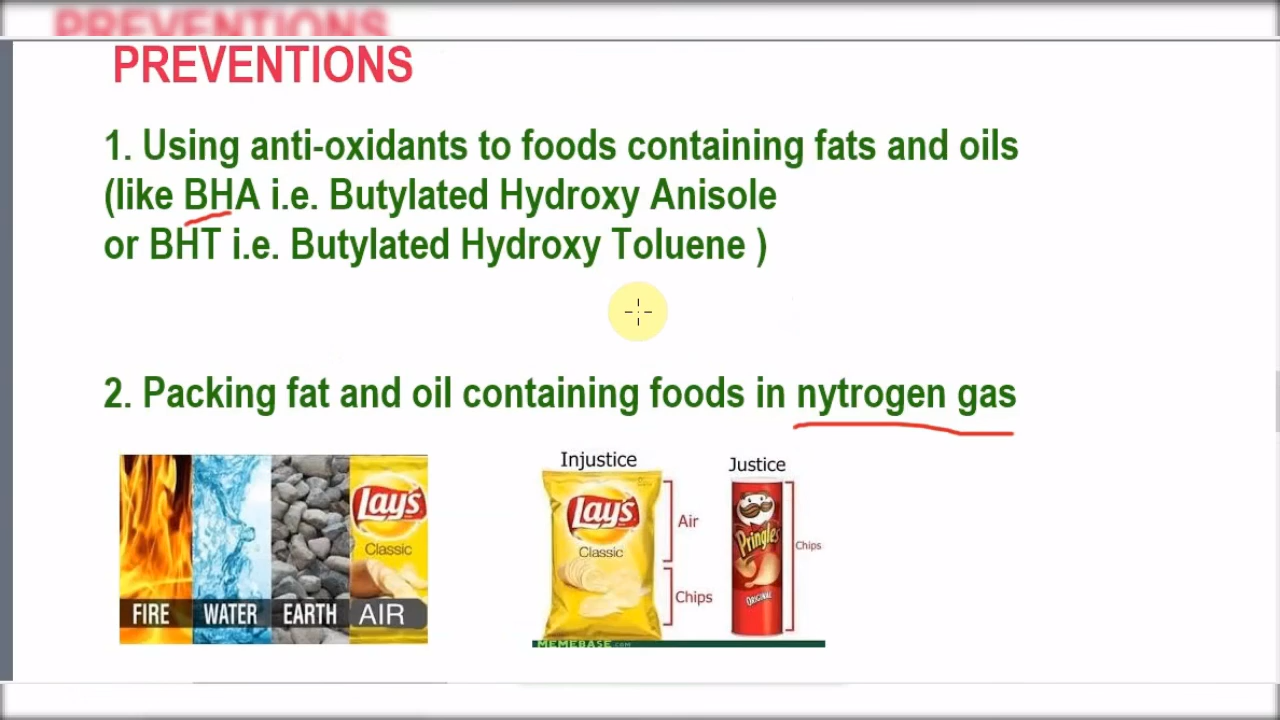 PREVENTIONS
PREVENTIONS
1. Using anti-oxidants to foods containing fats and oils
(like BHA i.e. Butylated Hydroxy Anisole
or BHT i.e. Butylated Hydroxy Toluene )
2. Packing fat and oil containing foods in nytrogen gas
Lay's
Classic
FIRE
WATER
EARTH
AIR
Injustice
Lay's
Classic
Air
Chips
Justice
Pringles
ORIGINAL
Chips
MEMEBASE.com